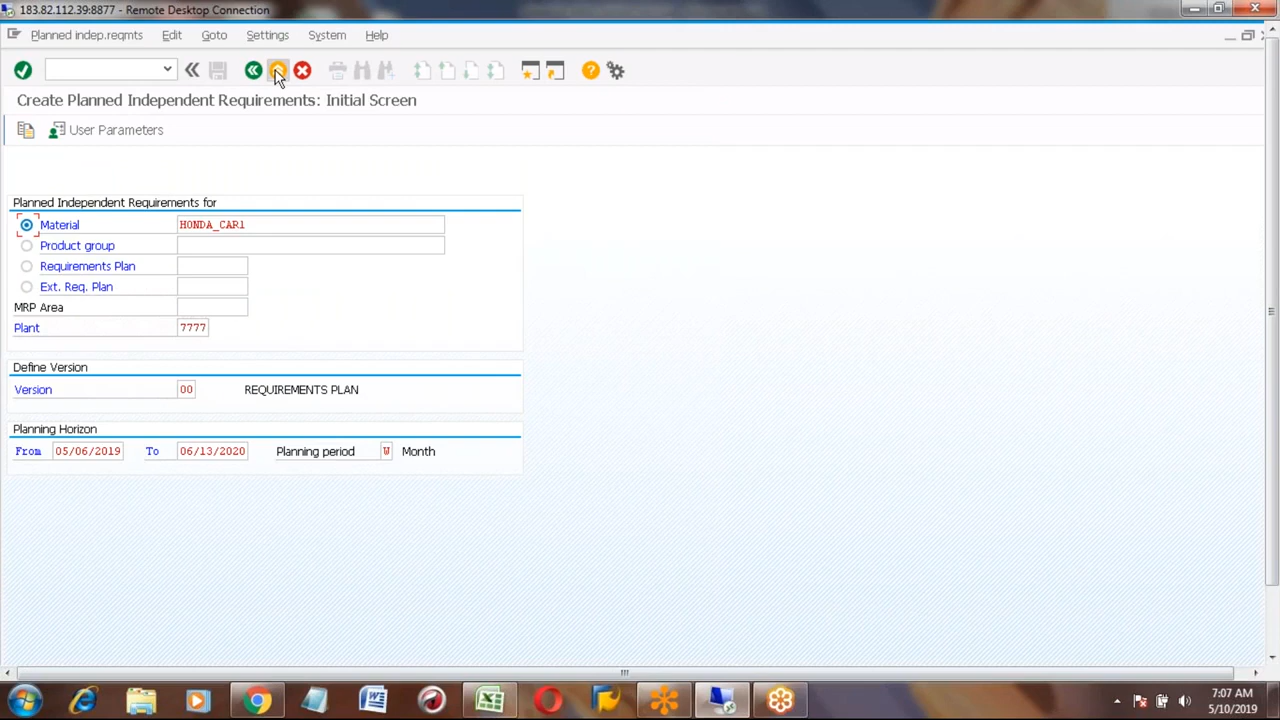 183.82.112.39:8877 - Remote Desktop Connection
Planned indep.reqmts Edit Goto Settings System Help
Create Planned Independent Requirements: Initial Screen
User Parameters
Planned Independent Requirements for
Material HONDA_CAR1
Product group
Requirements Plan
Ext. Req. Plan
MRP Area
Plant 7777
Define Version
Version 00 REQUIREMENTS PLAN
Planning Horizon
From 05/06/2019 To 06/13/2020 Planning period W Month
7:07 AM
5/10/2019